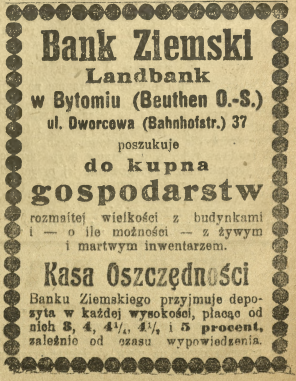 Bank Ziemski
Landbank
w Bytomiu (Beuthen O.-S.)
ul. Dworcowa (Bahnhofstr.) 37
poszukuje
do kupna
gospodarstw
rozmaitej wielkości z budynkami
i — o ile możności — z żywym
i martwym inwentarzem.
Kasa Oszczędności
Banku Ziemskiego przyjmuje depo-
zyta w każdej wysokości, płacąc od
nich 3, 4, 4¹/₄, 4¹/₂ i 5 procent,
zależnie od czasu wypowiedzenia.